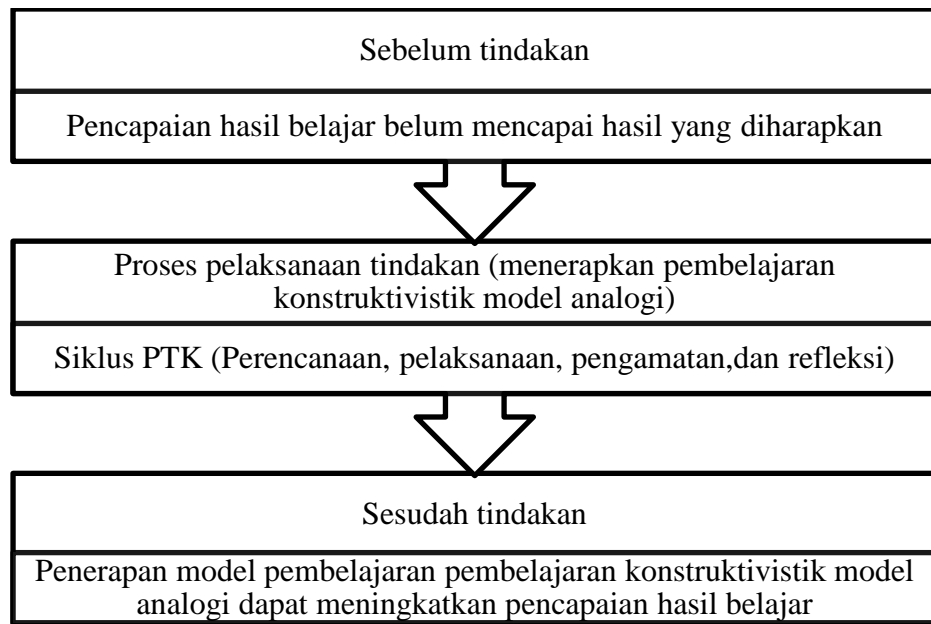 Sebelum tindakan
Pencapaian hasil belajar belum mencapai hasil yang diharapkan
Proses pelaksanaan tindakan (menerapkan pembelajaran
konstruktivistik model analogi)
Siklus PTK (Perencanaan, pelaksanaan, pengamatan,dan refleksi)
Sesudah tindakan
Penerapan model pembelajaran pembelajaran konstruktivistik model
analogi dapat meningkatkan pencapaian hasil belajar